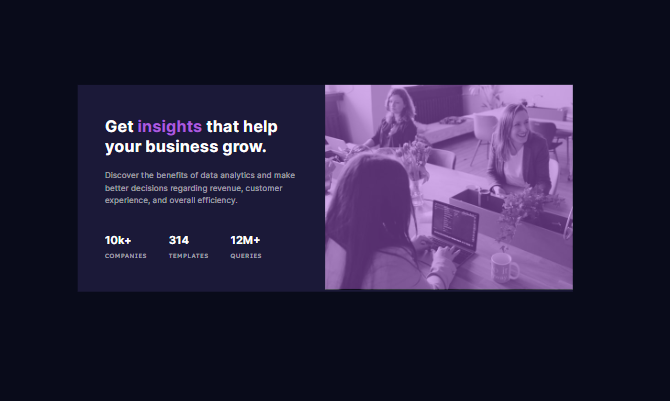 Get insights that help
your business grow.
Discover the benefits of data analytics and make
better decisions regarding revenue, customer
experience, and overall efficiency.
10k+ 314 12M+
COMPANIES TEMPLATES QUERIES